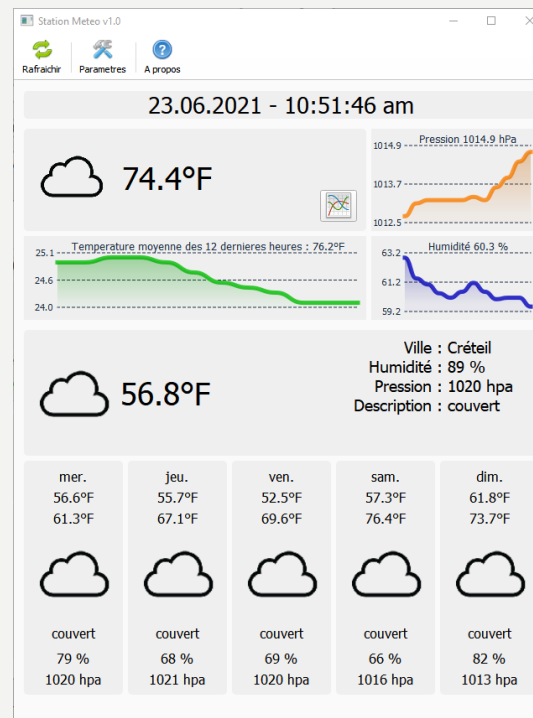 Station Meteo v1.0
Rafraichir Parametres A propos
23.06.2021 - 10:51:46 am
74.4°F
Pression 1014.9 hPa
1014.9
1013.7
1012.5
Temperature moyenne des 12 dernieres heures : 76.2°F
25.1
24.6
24.0
Humidité 60.3 %
63.2
61.2
59.2
56.8°F
Ville : Créteil
Humidité : 89 %
Pression : 1020 hpa
Description : couvert
mer. jeu. ven. sam. dim.
56.6°F 55.7°F 52.5°F 57.3°F 61.8°F
61.3°F 67.1°F 69.6°F 76.4°F 73.7°F
couvert couvert couvert couvert couvert
79 % 68 % 69 % 66 % 82 %
1020 hpa 1021 hpa 1020 hpa 1016 hpa 1013 hpa